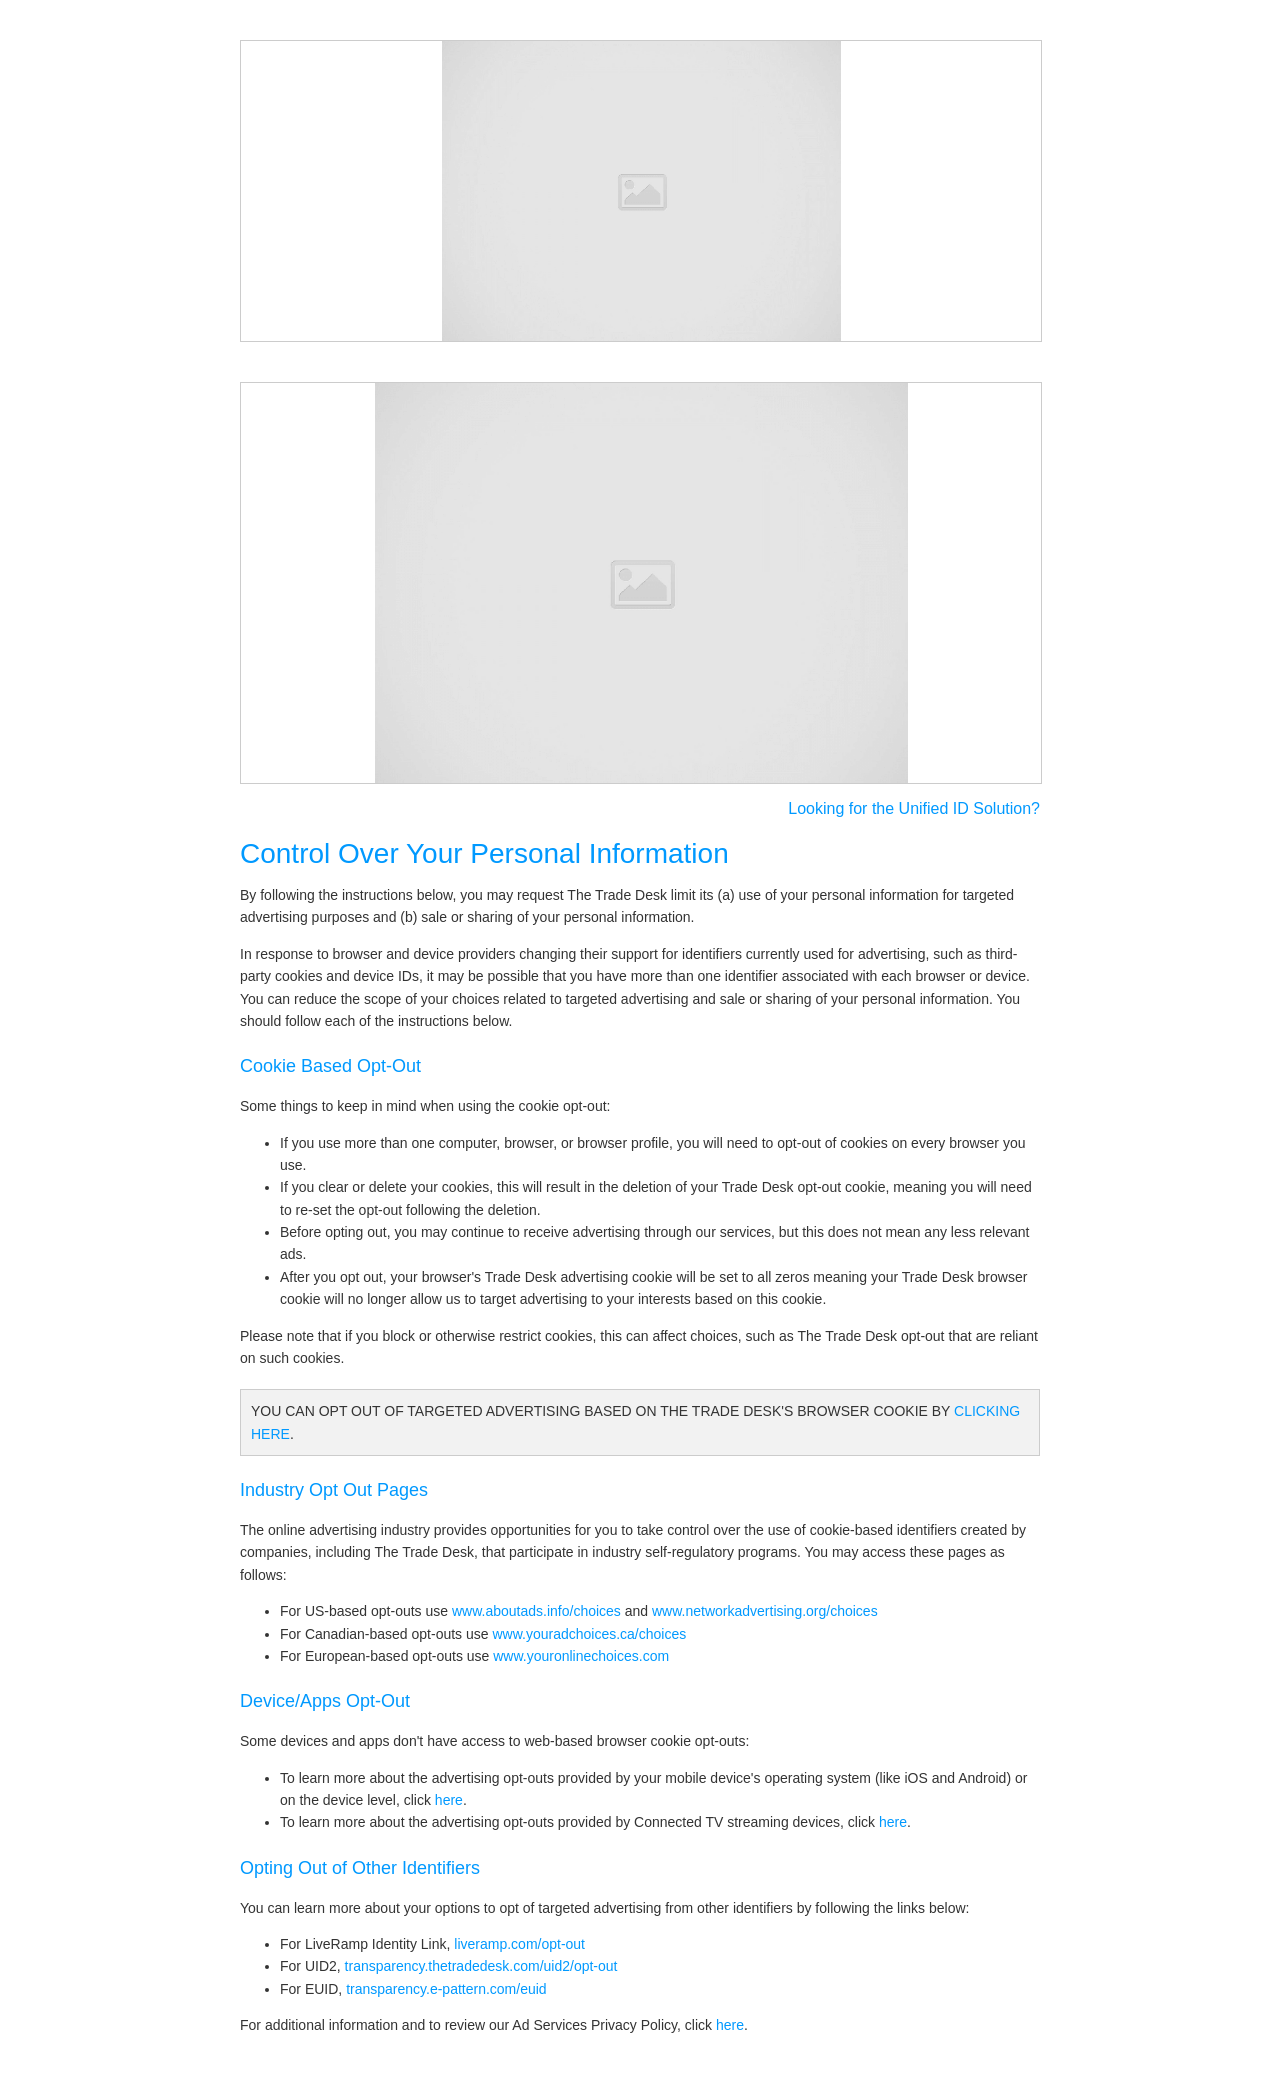 Looking for the Unified ID Solution?
Control Over Your Personal Information
By following the instructions below, you may request The Trade Desk limit its (a) use of your personal information for targeted
advertising purposes and (b) sale or sharing of your personal information.
In response to browser and device providers changing their support for identifiers currently used for advertising, such as third-
party cookies and device IDs, it may be possible that you have more than one identifier associated with each browser or device.
You can reduce the scope of your choices related to targeted advertising and sale or sharing of your personal information. You
should follow each of the instructions below.
Cookie Based Opt-Out
Some things to keep in mind when using the cookie opt-out:
• If you use more than one computer, browser, or browser profile, you will need to opt-out of cookies on every browser you
use.
• If you clear or delete your cookies, this will result in the deletion of your Trade Desk opt-out cookie, meaning you will need
to re-set the opt-out following the deletion.
• Before opting out, you may continue to receive advertising through our services, but this does not mean any less relevant
ads.
• After you opt out, your browser's Trade Desk advertising cookie will be set to all zeros meaning your Trade Desk browser
cookie will no longer allow us to target advertising to your interests based on this cookie.
Please note that if you block or otherwise restrict cookies, this can affect choices, such as The Trade Desk opt-out that are reliant
on such cookies.
YOU CAN OPT OUT OF TARGETED ADVERTISING BASED ON THE TRADE DESK'S BROWSER COOKIE BY CLICKING
HERE.
Industry Opt Out Pages
The online advertising industry provides opportunities for you to take control over the use of cookie-based identifiers created by
companies, including The Trade Desk, that participate in industry self-regulatory programs. You may access these pages as
follows:
• For US-based opt-outs use www.aboutads.info/choices and www.networkadvertising.org/choices
• For Canadian-based opt-outs use www.youradchoices.ca/choices
• For European-based opt-outs use www.youronlinechoices.com
Device/Apps Opt-Out
Some devices and apps don't have access to web-based browser cookie opt-outs:
• To learn more about the advertising opt-outs provided by your mobile device's operating system (like iOS and Android) or
on the device level, click here.
• To learn more about the advertising opt-outs provided by Connected TV streaming devices, click here.
Opting Out of Other Identifiers
You can learn more about your options to opt of targeted advertising from other identifiers by following the links below:
• For LiveRamp Identity Link, liveramp.com/opt-out
• For UID2, transparency.thetradedesk.com/uid2/opt-out
• For EUID, transparency.e-pattern.com/euid
For additional information and to review our Ad Services Privacy Policy, click here.